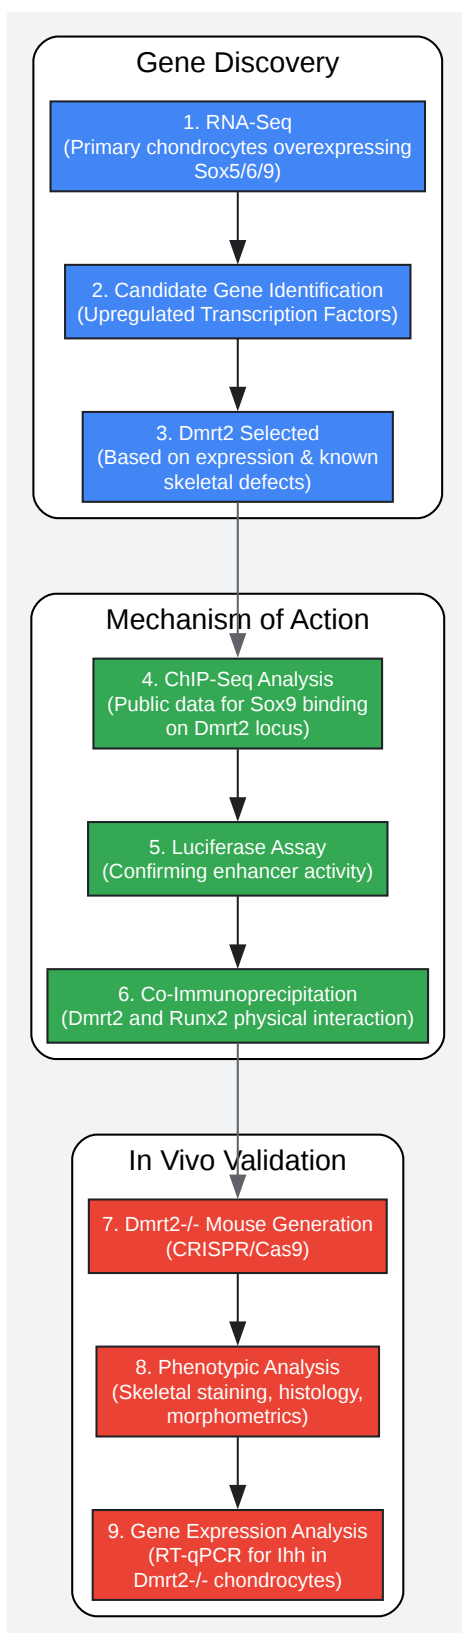 Gene Discovery
1. RNA-Seq
(Primary chondrocytes overexpressing
Sox5/6/9)
2. Candidate Gene Identification
(Upregulated Transcription Factors)
3. Dmrt2 Selected
(Based on expression & known
skeletal defects)
Mechanism of Action
4. ChIP-Seq Analysis
(Public data for Sox9 binding
on Dmrt2 locus)
5. Luciferase Assay
(Confirming enhancer activity)
6. Co-Immunoprecipitation
(Dmrt2 and Runx2 physical interaction)
In Vivo Validation
7. Dmrt2-/- Mouse Generation
(CRISPR/Cas9)
8. Phenotypic Analysis
(Skeletal staining, histology,
morphometrics)
9. Gene Expression Analysis
(RT-qPCR for Ihh in
Dmrt2-/- chondrocytes)